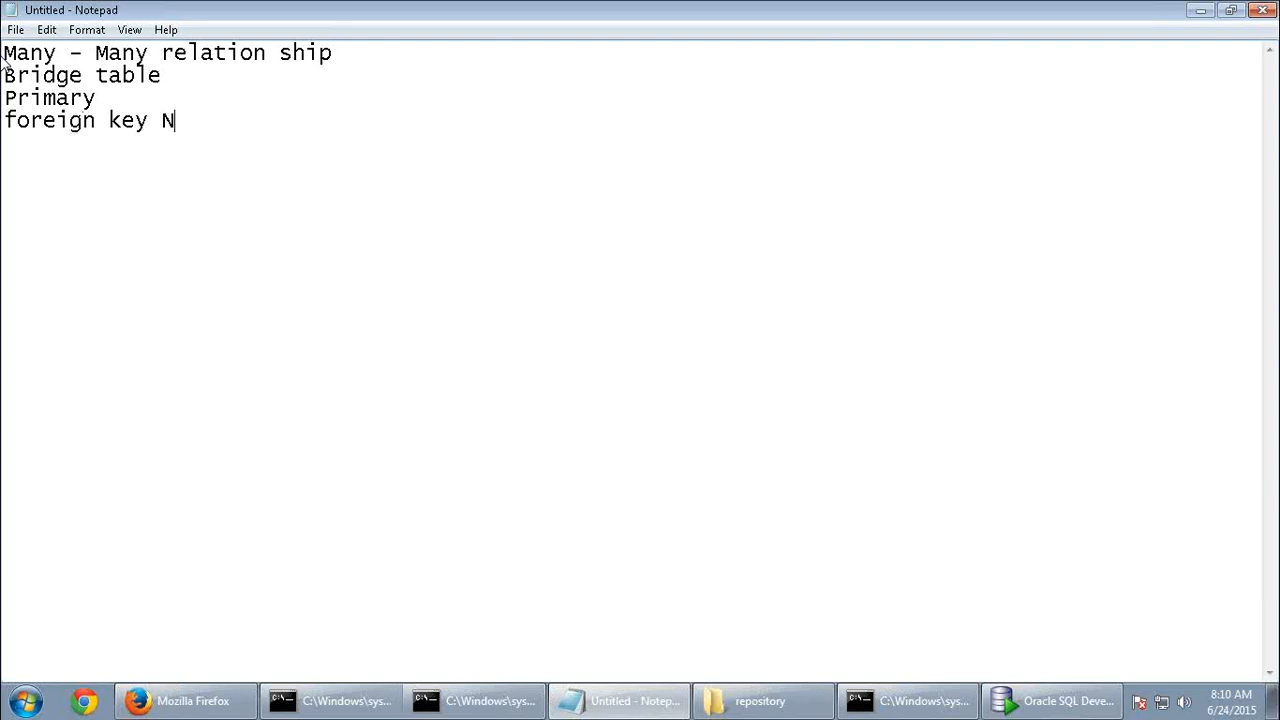 Untitled - Notepad
File Edit Format View Help
Many - Many relation ship
Bridge table
Primary
foreign key N
Mozilla Firefox
C:\Windows\sys...
C:\Windows\sys...
Untitled - Notep...
repository
C:\Windows\sys...
Oracle SQL Deve...
8:10 AM
6/24/2015